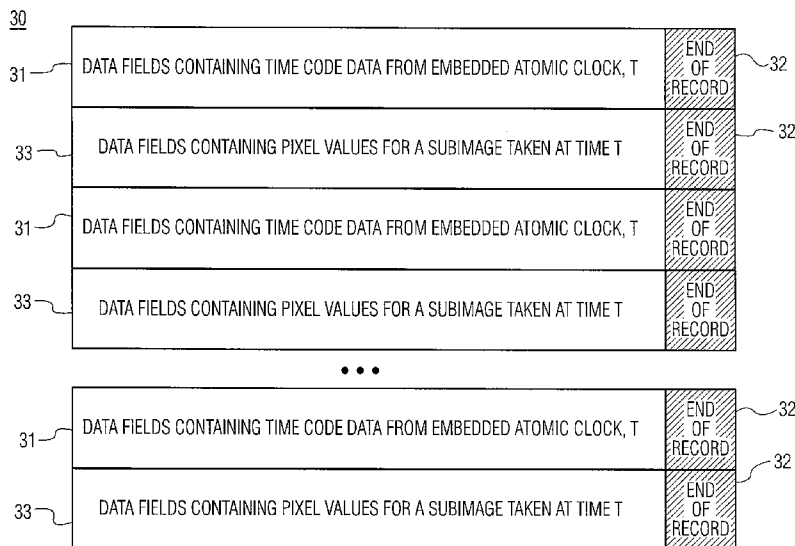 30
31 DATA FIELDS CONTAINING TIME CODE DATA FROM EMBEDDED ATOMIC CLOCK, T END OF RECORD 32
33 DATA FIELDS CONTAINING PIXEL VALUES FOR A SUBIMAGE TAKEN AT TIME T END OF RECORD 32
31 DATA FIELDS CONTAINING TIME CODE DATA FROM EMBEDDED ATOMIC CLOCK, T END OF RECORD
33 DATA FIELDS CONTAINING PIXEL VALUES FOR A SUBIMAGE TAKEN AT TIME T END OF RECORD
•••
31 DATA FIELDS CONTAINING TIME CODE DATA FROM EMBEDDED ATOMIC CLOCK, T END OF RECORD 32
33 DATA FIELDS CONTAINING PIXEL VALUES FOR A SUBIMAGE TAKEN AT TIME T END OF RECORD 32